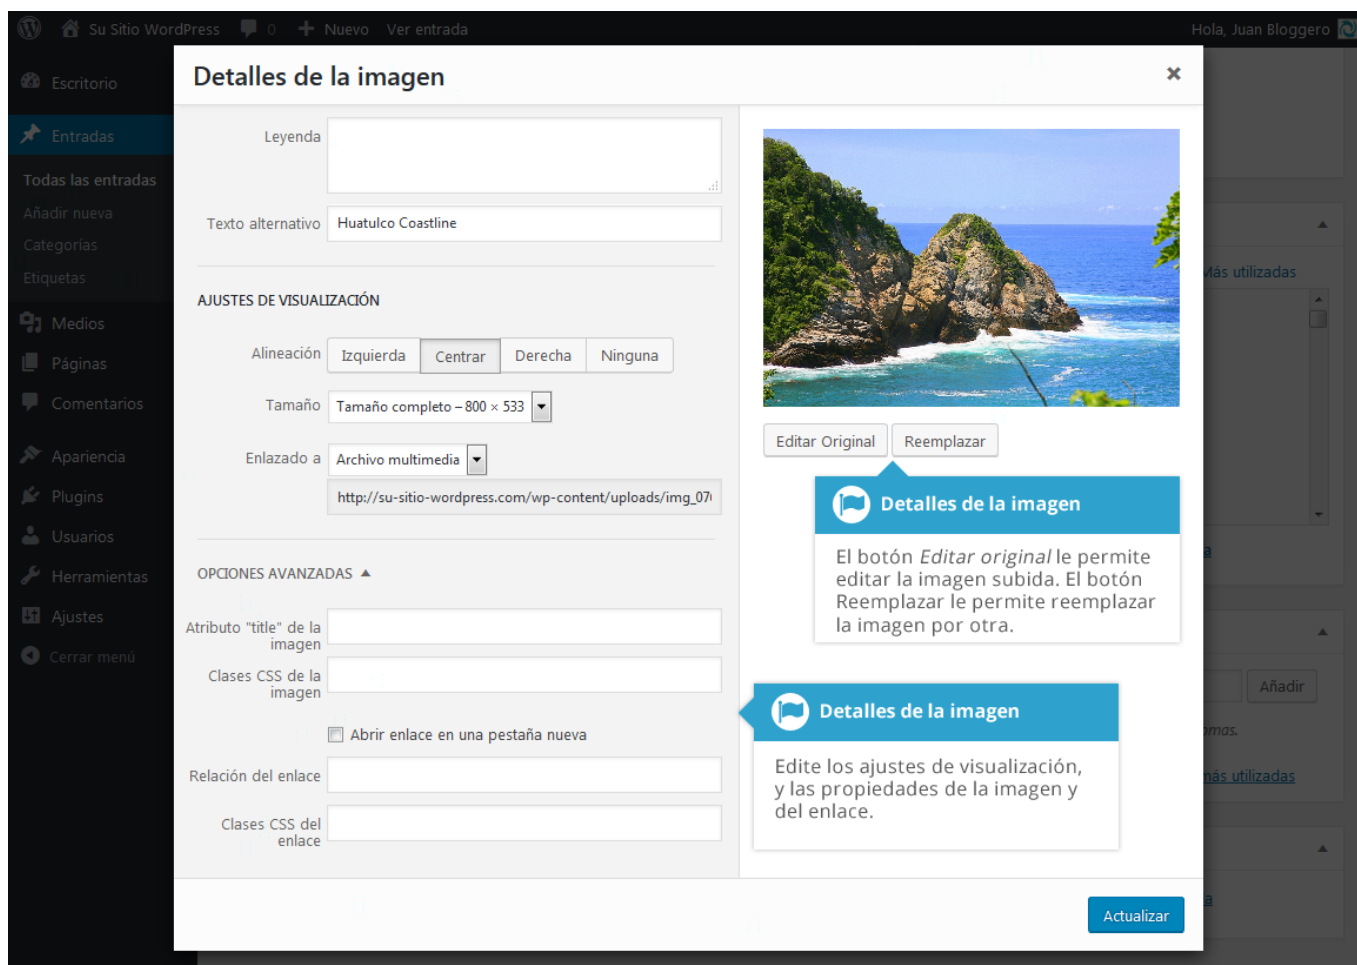 Su Sitio WordPress 0 Nuevo Ver entrada Hola, Juan Bloggero
Escritorio
Entradas
Todas las entradas
Añadir nueva
Categorías
Etiquetas
Medios
Páginas
Comentarios
Apariencia
Plugins
Usuarios
Herramientas
Ajustes
Cerrar menú
Detalles de la imagen
Leyenda
Texto alternativo Huatulco Coastline
AJUSTES DE VISUALIZACIÓN
Alineación Izquierda Centrar Derecha Ninguna
Tamaño Tamaño completo – 800 × 533
Enlazado a Archivo multimedia
http://su-sitio-wordpress.com/wp-content/uploads/img_07
OPCIONES AVANZADAS
Atributo "title" de la
imagen
Clases CSS de la
imagen
Abrir enlace en una pestaña nueva
Relación del enlace
Clases CSS del
enlace
Editar Original Reemplazar
Detalles de la imagen
El botón Editar original le permite
editar la imagen subida. El botón
Reemplazar le permite reemplazar
la imagen por otra.
Detalles de la imagen
Edite los ajustes de visualización,
y las propiedades de la imagen y
del enlace.
Actualizar
Más utilizadas
a
Añadir
omas.
más utilizadas
a